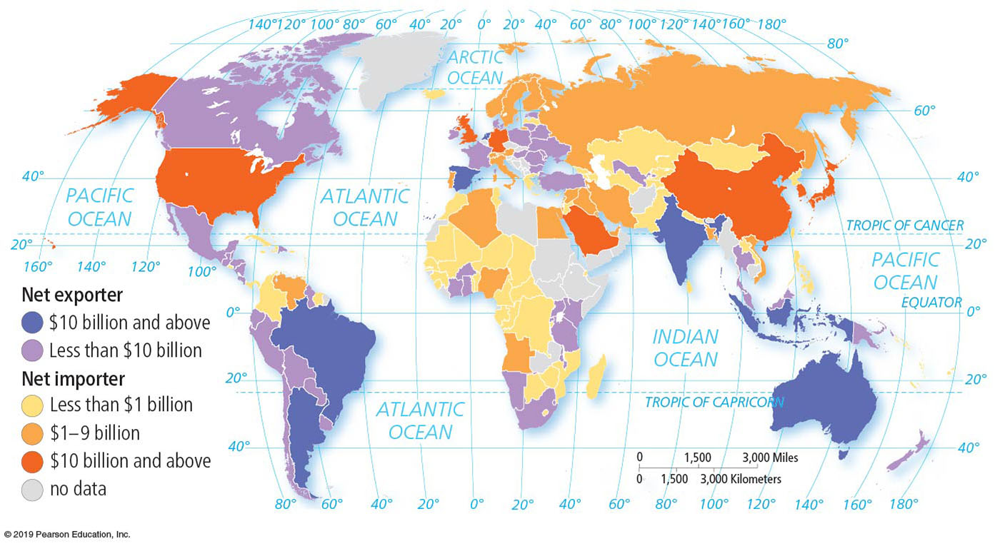 140° 120° 100° 80° 60° 40° 20° 0° 20° 40° 60° 80° 100° 120° 140° 160° 180°
80°
ARCTIC
OCEAN
60°
40°
40°
PACIFIC
OCEAN
ATLANTIC
OCEAN
TROPIC OF CANCER
20°
20°
160° 140° 120° 100°
PACIFIC
OCEAN
EQUATOR
0°
0°
Net exporter
$10 billion and above
Less than $10 billion
Net importer
Less than $1 billion
$1–9 billion
$10 billion and above
no data
INDIAN
OCEAN
20°
20°
TROPIC OF CAPRICORN
ATLANTIC
OCEAN
40°
40°
0 1,500 3,000 Miles
0 1,500 3,000 Kilometers
80° 60° 40° 20° 0° 20° 40° 60° 80° 100° 120° 140° 160° 180°
© 2019 Pearson Education, Inc.